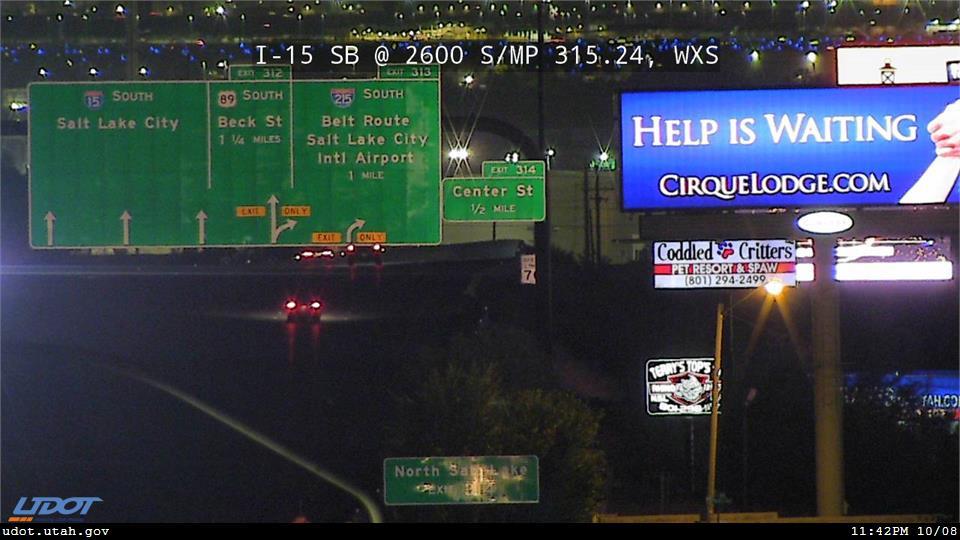 I-15 SB @ 2600 S/MP 315.24, WXS
EXIT 312
EXIT 313
15 SOUTH
Salt Lake City
89 SOUTH
Beck St
1 1/4 MILES
215 SOUTH
Belt Route
Salt Lake City
Intl Airport
1 MILE
EXIT ONLY
EXIT ONLY
EXIT 314
Center St
1/2 MILE
HELP IS WAITING
CIRQUELODGE.COM
Coddled Critters
PET RESORT & SPAW
(801) 294-2499
7
TERRY'S TOP'S
North Salt Lake
UDOT
udot.utah.gov
11:42PM 10/08